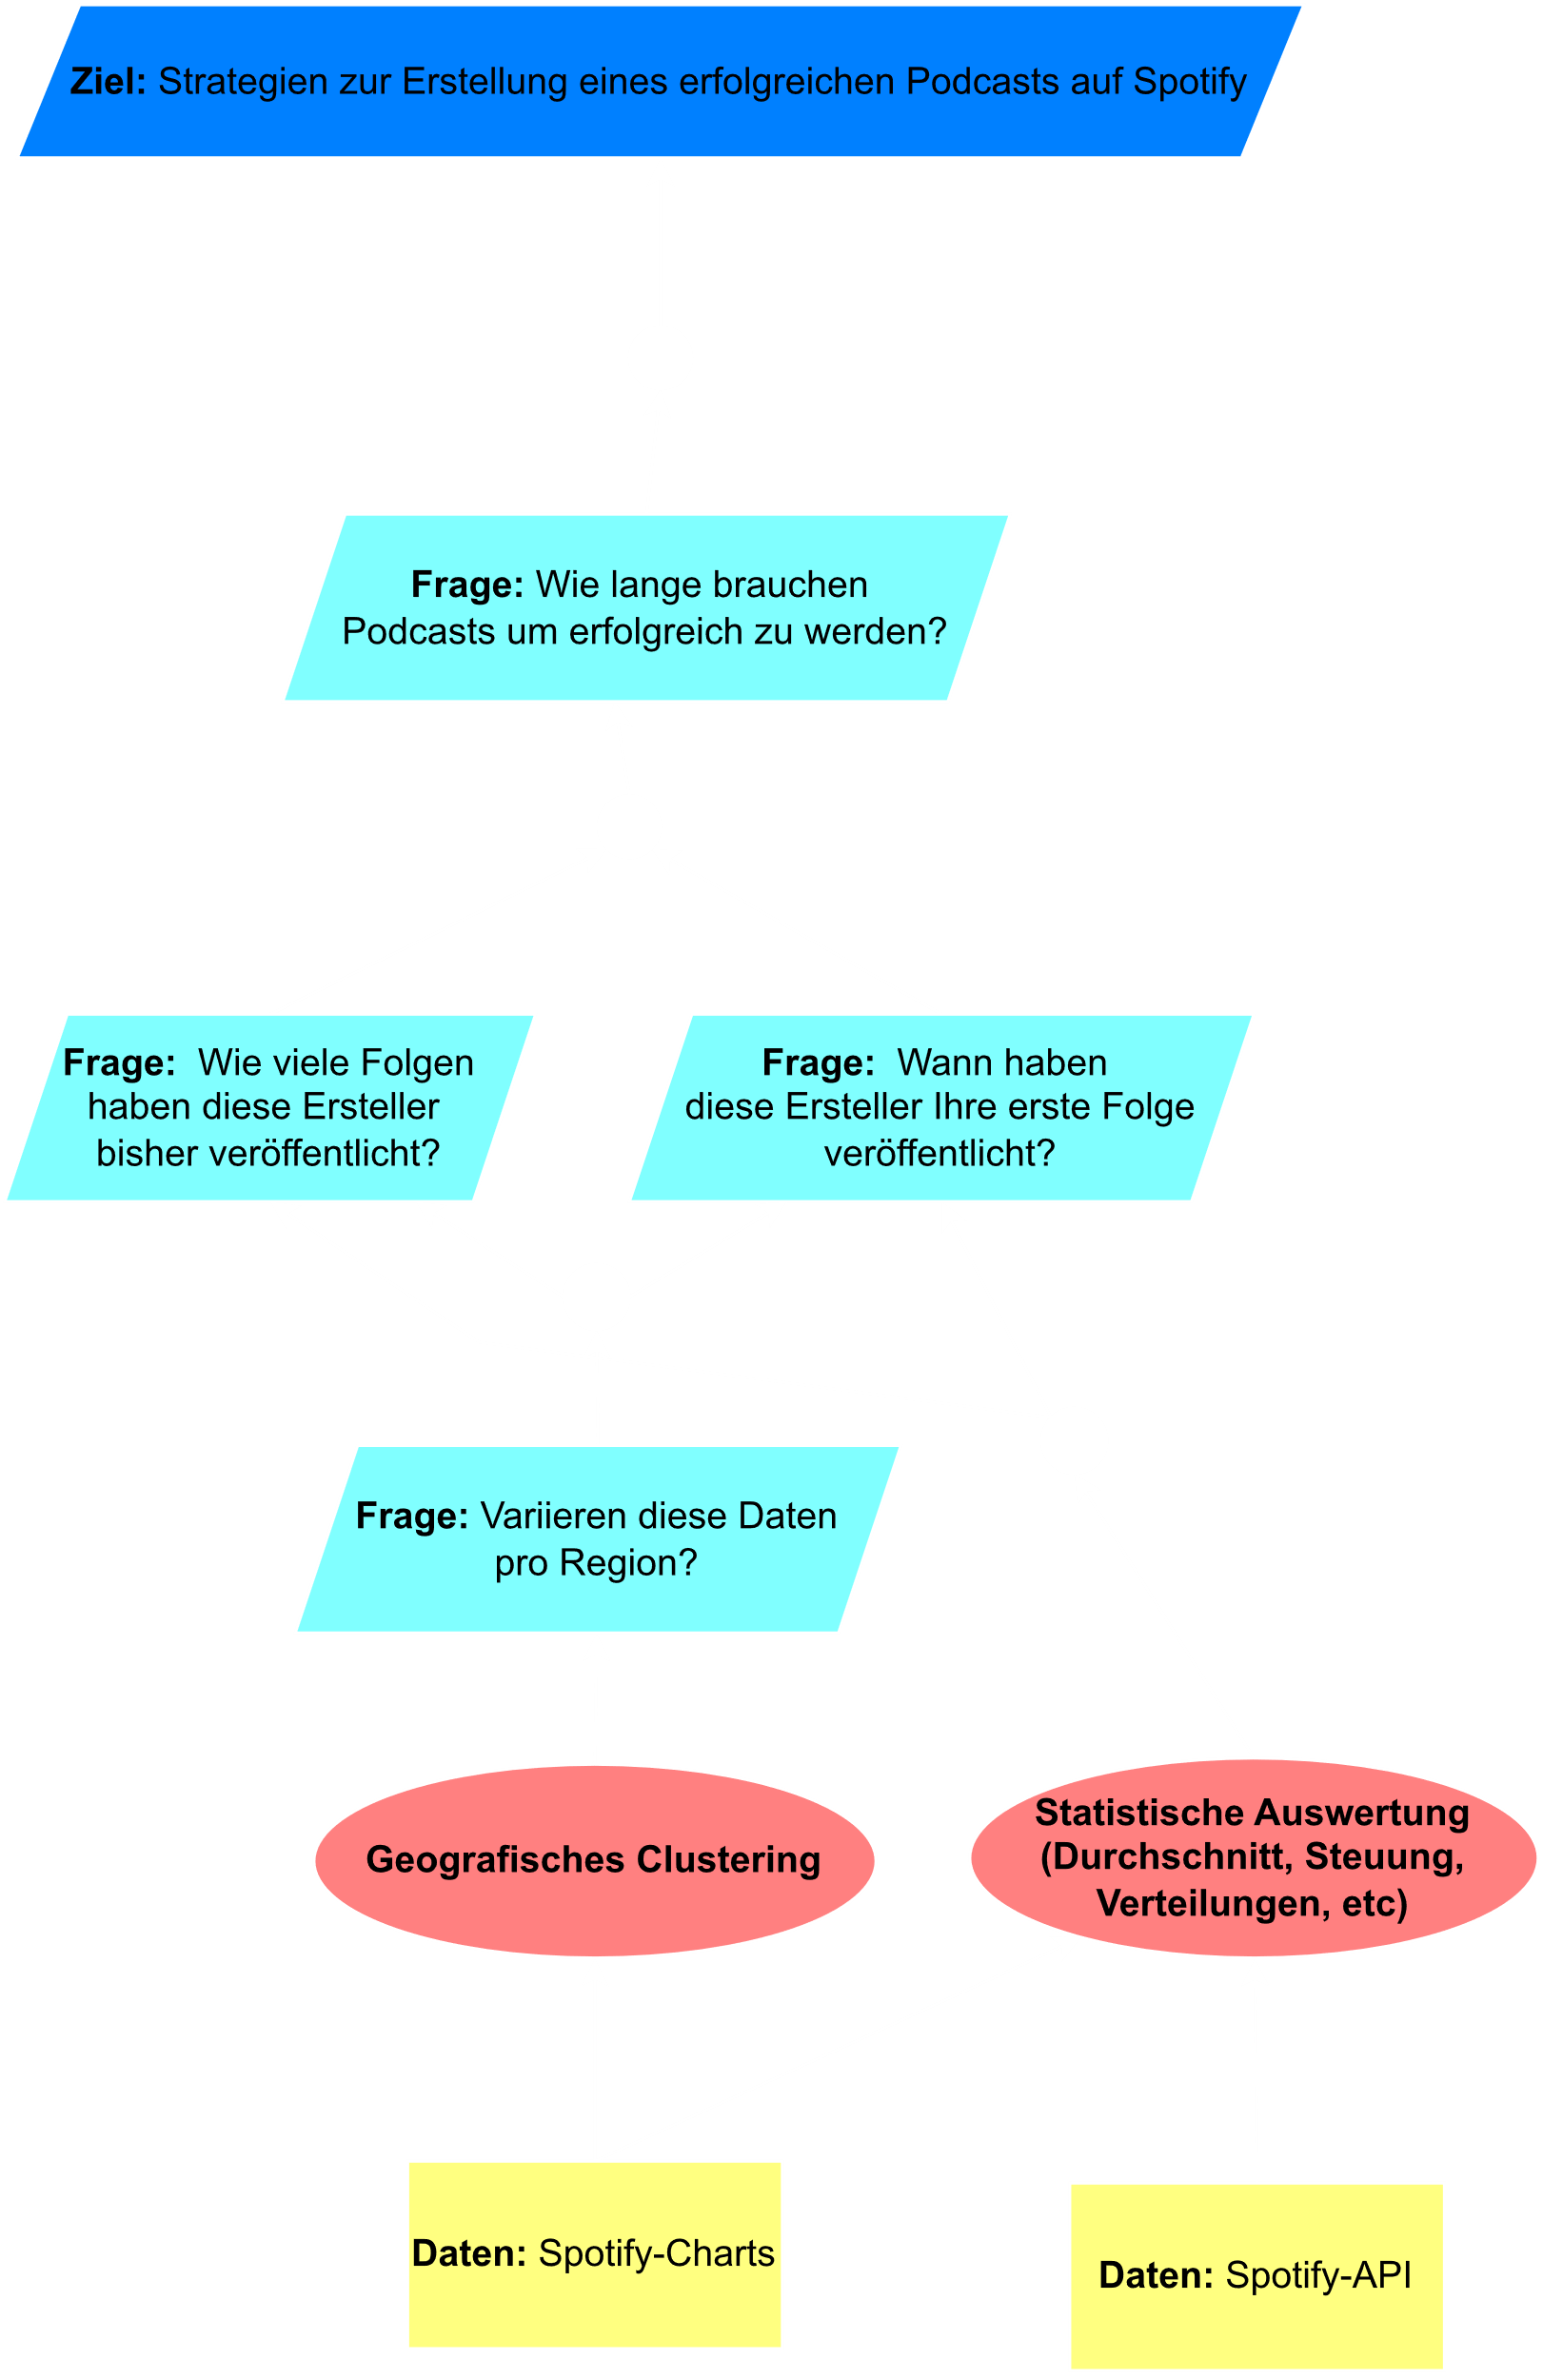 Ziel: Strategien zur Erstellung eines erfolgreichen Podcasts auf Spotify
Frage: Wie lange brauchen
Podcasts um erfolgreich zu werden?
Frage: Wie viele Folgen
haben diese Ersteller
bisher veröffentlicht?
Frage: Wann haben
diese Ersteller Ihre erste Folge
veröffentlicht?
Frage: Variieren diese Daten
pro Region?
Geografisches Clustering
Statistische Auswertung
(Durchschnitt, Steuung,
Verteilungen, etc)
Daten: Spotify-Charts
Daten: Spotify-API